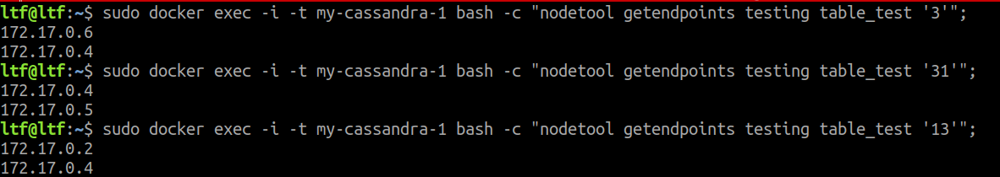 ltf@ltf:~$ sudo docker exec -i -t my-cassandra-1 bash -c "nodetool getendpoints testing table_test '3'";
172.17.0.6
172.17.0.4
ltf@ltf:~$ sudo docker exec -i -t my-cassandra-1 bash -c "nodetool getendpoints testing table_test '31'";
172.17.0.4
172.17.0.5
ltf@ltf:~$ sudo docker exec -i -t my-cassandra-1 bash -c "nodetool getendpoints testing table_test '13'";
172.17.0.2
172.17.0.4